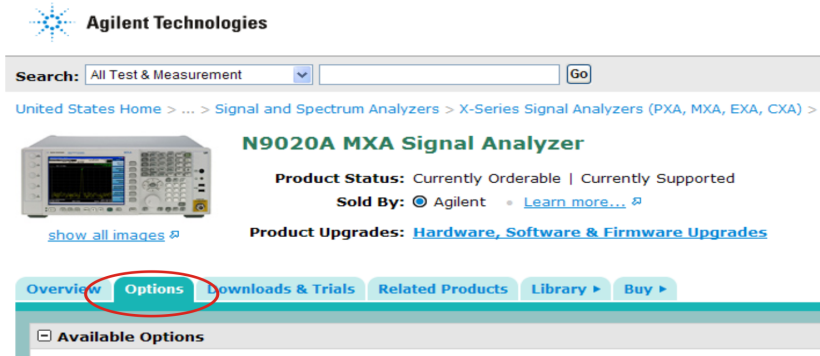 Agilent Technologies
Search: All Test & Measurement Go
United States Home > ... > Signal and Spectrum Analyzers > X-Series Signal Analyzers (PXA, MXA, EXA, CXA) >
N9020A MXA Signal Analyzer
Product Status: Currently Orderable | Currently Supported
Sold By: Agilent Learn more...
show all images
Product Upgrades: Hardware, Software & Firmware Upgrades
Overview Options Downloads & Trials Related Products Library Buy
Available Options